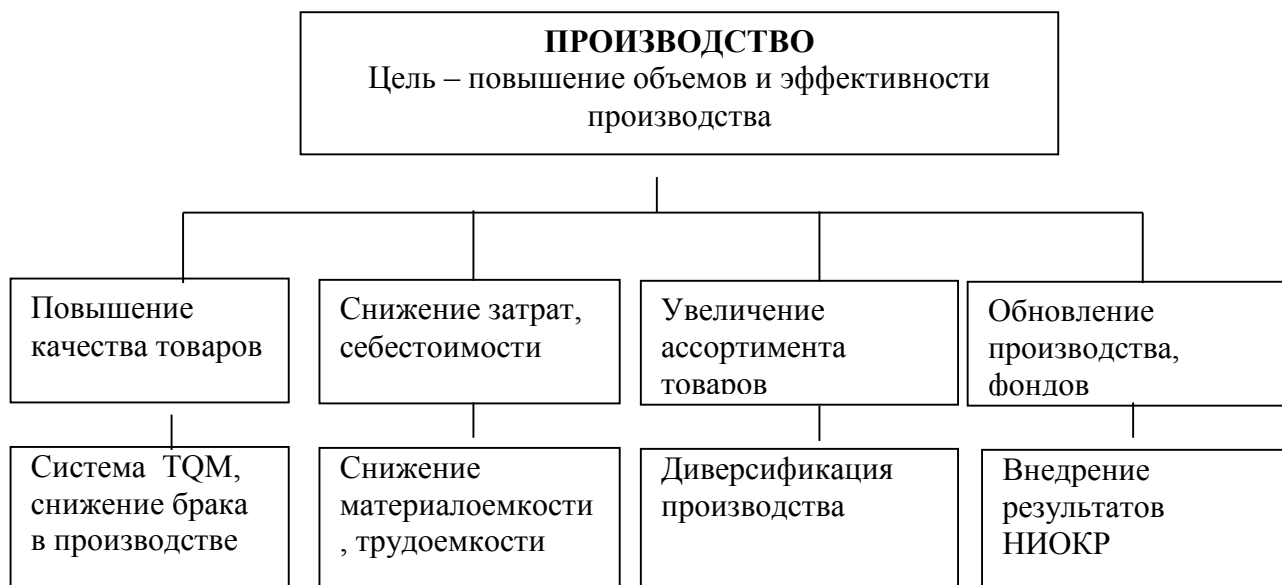 ПРОИЗВОДСТВО
Цель – повышение объемов и эффективности
производства
Повышение
качества товаров
Снижение затрат,
себестоимости
Увеличение
ассортимента
товаров
Обновление
производства,
фондов
Система TQM,
снижение брака
в производстве
Снижение
материалоемкости
, трудоемкости
Диверсификация
производства
Внедрение
результатов
НИОКР